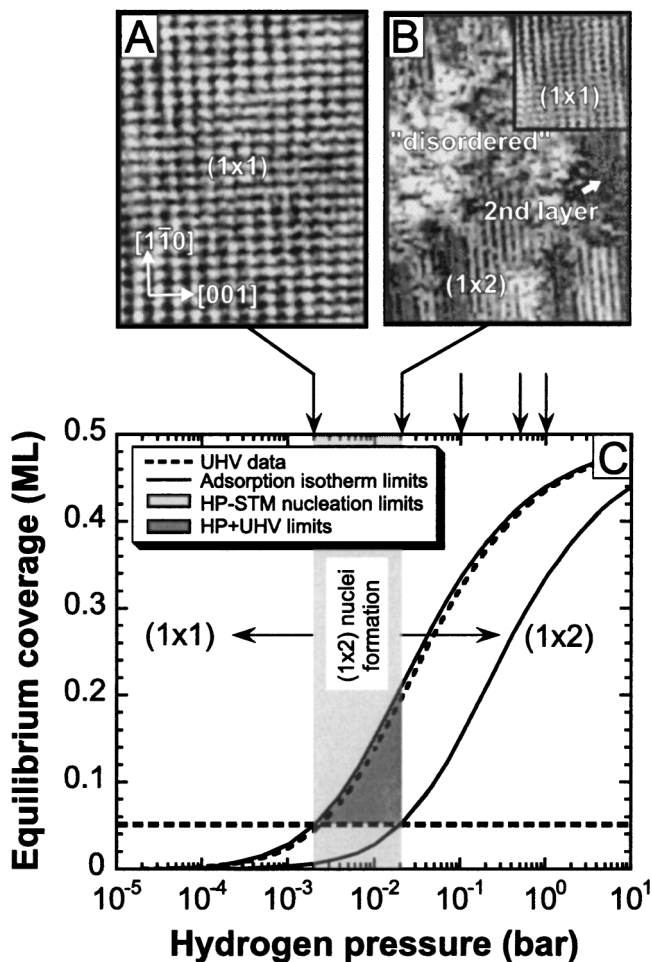 A
(1x1)
[11̅0]
[001]
B
(1x1)
"disordered"
2nd layer
(1x2)
C
UHV data
Adsorption isotherm limits
HP-STM nucleation limits
HP+UHV limits
(1x1)
(1x2) nuclei
formation
(1x2)
Equilibrium coverage (ML)
0.5
0.4
0.3
0.2
0.1
0
10⁻⁵ 10⁻⁴ 10⁻³ 10⁻² 10⁻¹ 10⁰ 10¹
Hydrogen pressure (bar)